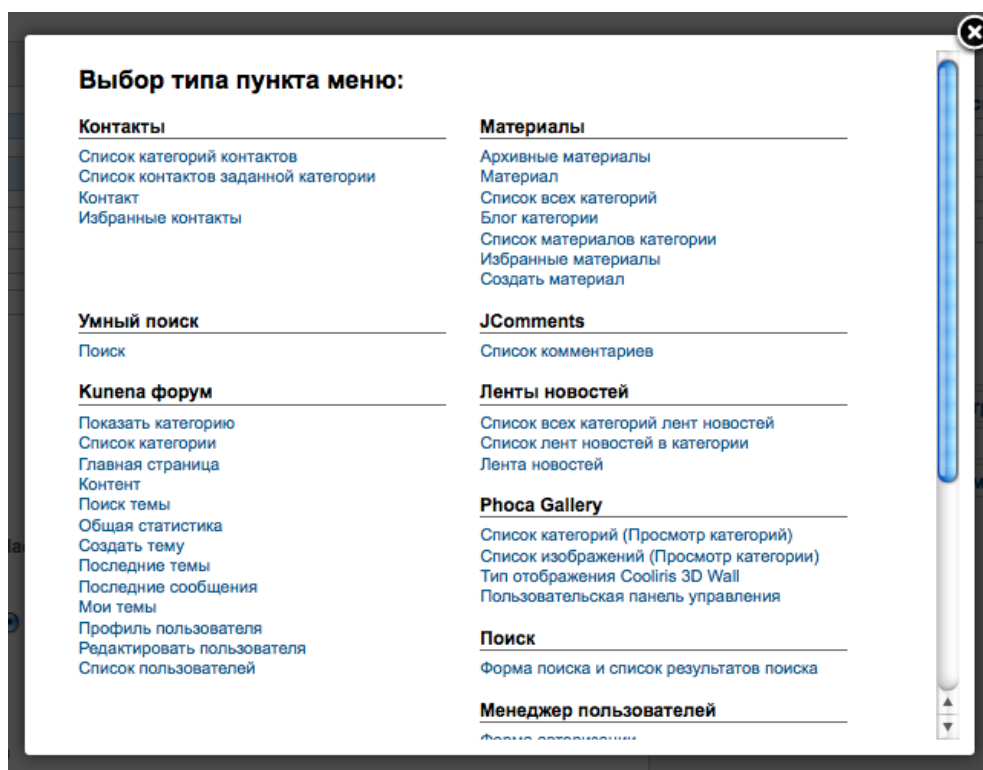 Выбор типа пункта меню:
Контакты
Список категорий контактов
Список контактов заданной категории
Контакт
Избранные контакты
Материалы
Архивные материалы
Материал
Список всех категорий
Блог категории
Список материалов категории
Избранные материалы
Создать материал
Умный поиск
Поиск
JComments
Список комментариев
Kunena форум
Показать категорию
Список категории
Главная страница
Контент
Поиск темы
Общая статистика
Создать тему
Последние темы
Последние сообщения
Мои темы
Профиль пользователя
Редактировать пользователя
Список пользователей
Ленты новостей
Список всех категорий лент новостей
Список лент новостей в категории
Лента новостей
Phoca Gallery
Список категорий (Просмотр категорий)
Список изображений (Просмотр категории)
Тип отображения Cooliris 3D Wall
Пользовательская панель управления
Поиск
Форма поиска и список результатов поиска
Менеджер пользователей
Форма авторизации